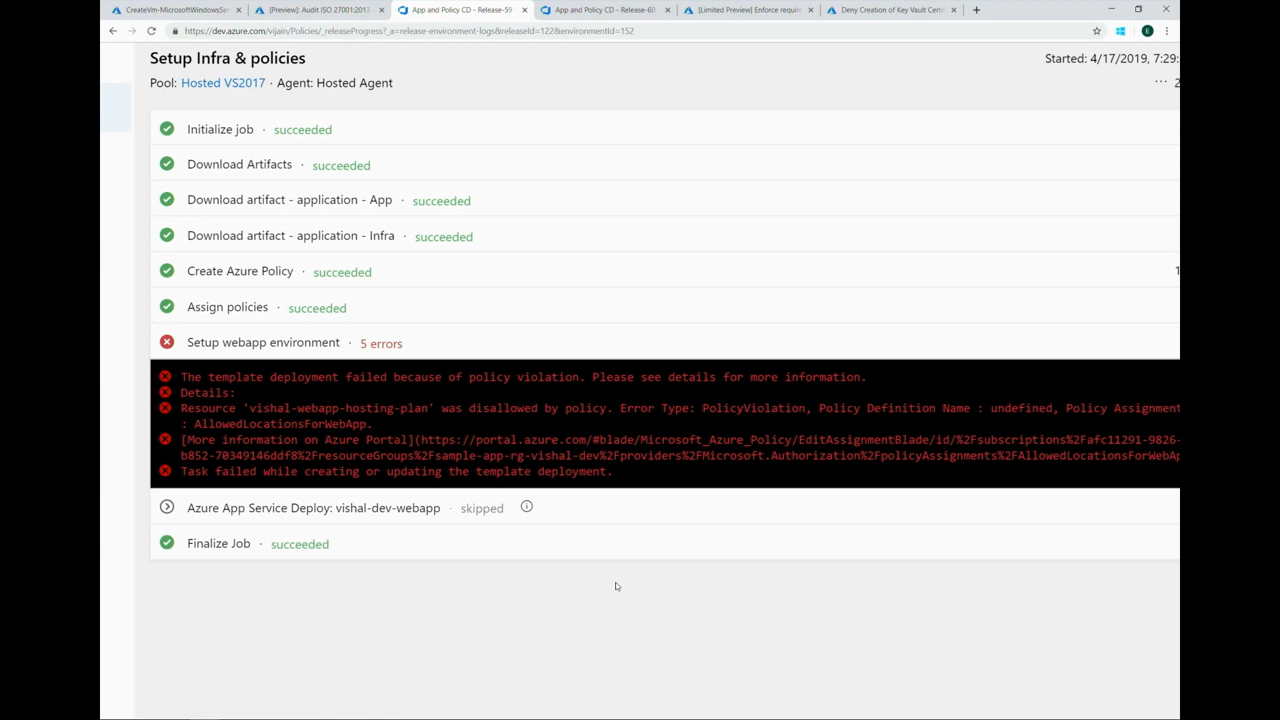 CreateVm-MicrosoftWindowsSer
[Preview]: Audit ISO 27001:2013
App and Policy CD - Release-59
App and Policy CD - Release-60
[Limited Preview] Enforce requir
Deny Creation of Key Vault Certif
https://dev.azure.com/vijain/Policies/_releaseProgress?_a=release-environment-logs&releaseId=122&environmentId=152
E
Setup Infra & policies
Started: 4/17/2019, 7:29:
Pool: Hosted VS2017 · Agent: Hosted Agent
... 2
Initialize job · succeeded
Download Artifacts · succeeded
Download artifact - application - App · succeeded
Download artifact - application - Infra · succeeded
Create Azure Policy · succeeded
1
Assign policies · succeeded
Setup webapp environment · 5 errors
The template deployment failed because of policy violation. Please see details for more information.
Details:
Resource 'vishal-webapp-hosting-plan' was disallowed by policy. Error Type: PolicyViolation, Policy Definition Name : undefined, Policy Assignment
: AllowedLocationsForWebApp.
[More information on Azure Portal](https://portal.azure.com/#blade/Microsoft_Azure_Policy/EditAssignmentBlade/id/%2Fsubscriptions%2Fafc11291-9826-
b852-70349146ddf8%2FresourceGroups%2Fsample-app-rg-vishal-dev%2Fproviders%2FMicrosoft.Authorization%2FpolicyAssignments%2FAllowedLocationsForWebAp
Task failed while creating or updating the template deployment.
Azure App Service Deploy: vishal-dev-webapp · skipped
Finalize Job · succeeded